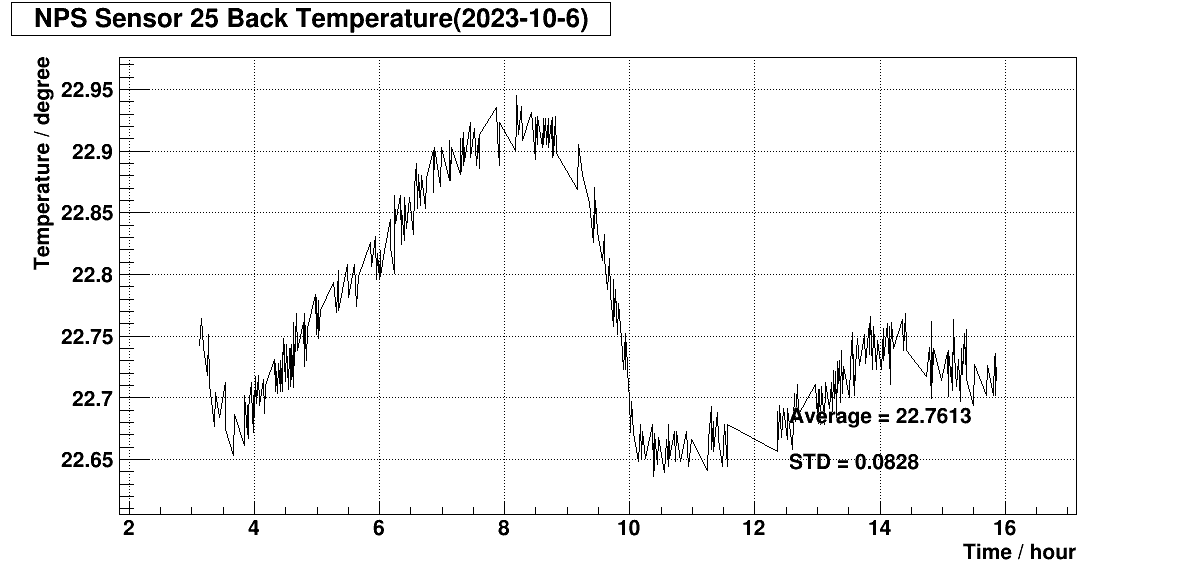 NPS Sensor 25 Back Temperature(2023-10-6)
Temperature / degree
22.95
22.9
22.85
22.8
22.75
22.7
22.65
Average = 22.7613
STD = 0.0828
2 4 6 8 10 12 14 16
Time / hour